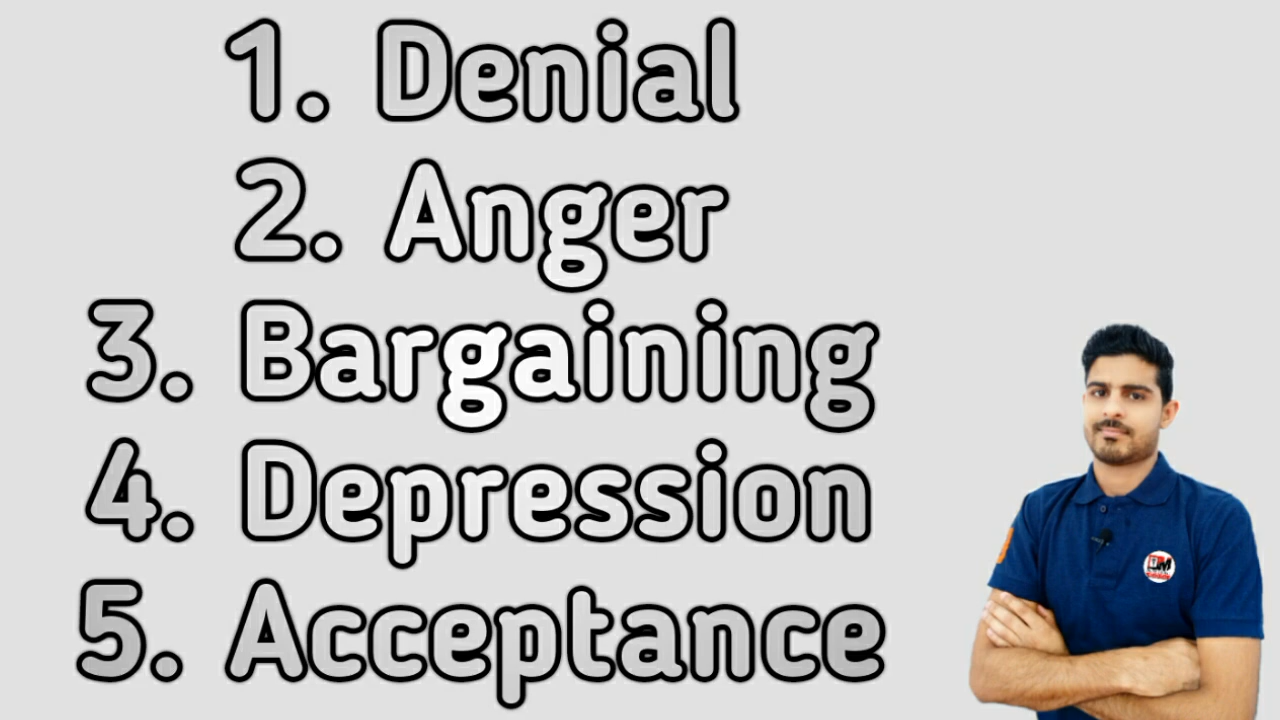 1. Denial
2. Anger
3. Bargaining
4. Depression
5. Acceptance